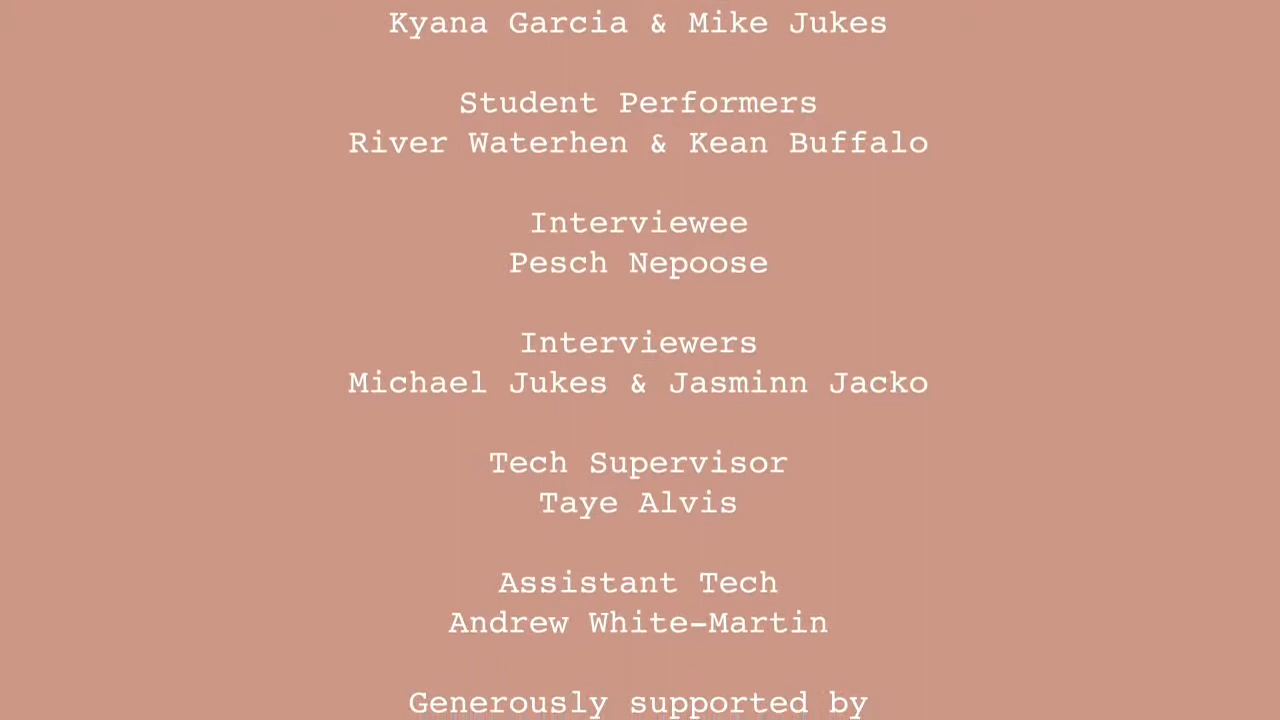 Kyana Garcia & Mike Jukes
Student Performers
River Waterhen & Kean Buffalo
Interviewee
Pesch Nepoose
Interviewers
Michael Jukes & Jasminn Jacko
Tech Supervisor
Taye Alvis
Assistant Tech
Andrew White-Martin
Generously supported by